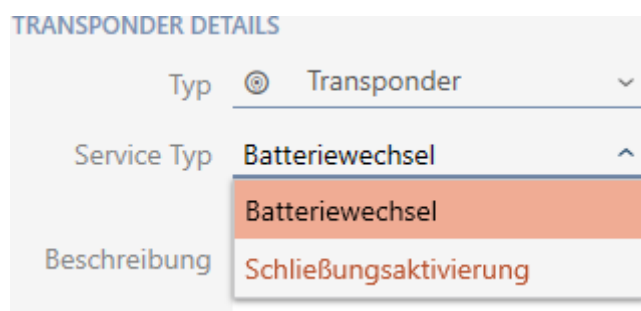 TRANSPONDER DETAILS
Typ Transponder
Service Typ Batteriewechsel
Batteriewechsel
Beschreibung Schließungsaktivierung